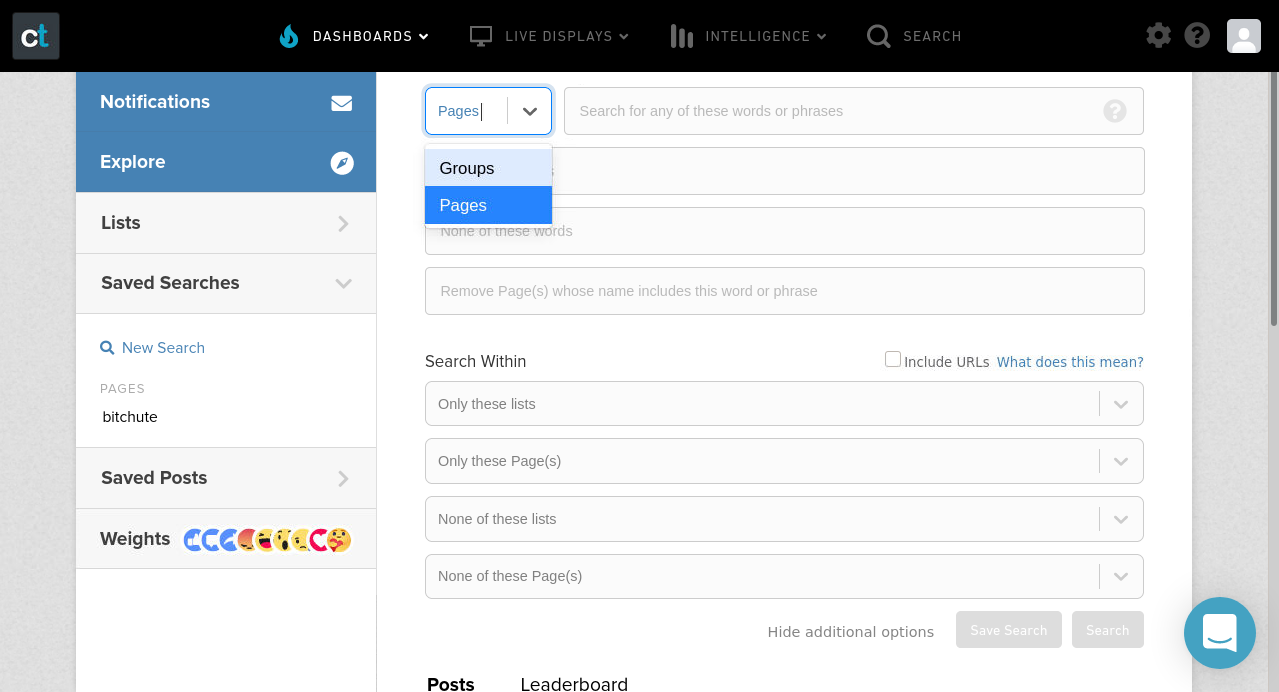 ct
DASHBOARDS
LIVE DISPLAYS
INTELLIGENCE
SEARCH
Notifications
Explore
Lists
Saved Searches
New Search
PAGES
bitchute
Saved Posts
Weights
Pages
Search for any of these words or phrases
Groups
Pages
None of these words
Remove Page(s) whose name includes this word or phrase
Search Within
Include URLs What does this mean?
Only these lists
Only these Page(s)
None of these lists
None of these Page(s)
Hide additional options
Save Search
Search
Posts
Leaderboard